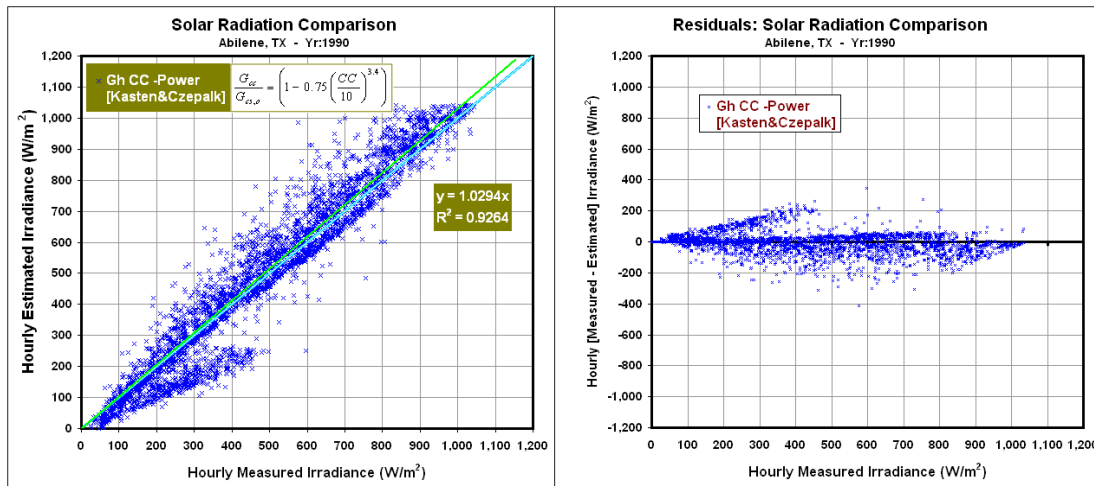 Solar Radiation Comparison
Abilene, TX - Yr:1990
Hourly Estimated Irradiance (W/m²)
1,200
1,100
1,000
900
800
700
600
500
400
300
200
100
0
× Gh CC -Power
[Kasten&Czepalk]
G_cc / G_cs,o = (1 − 0.75 (CC / 10)^3.4)
y = 1.0294x
R² = 0.9264
0 100 200 300 400 500 600 700 800 900 1,000 1,100 1,200
Hourly Measured Irradiance (W/m²)
Residuals: Solar Radiation Comparison
Abilene, TX - Yr:1990
Hourly [Measured - Estimated] Irradiance (W/m²)
1,200
1,000
800
600
400
200
0
-200
-400
-600
-800
-1,000
-1,200
Gh CC -Power
[Kasten&Czepalk]
0 100 200 300 400 500 600 700 800 900 1,000 1,100 1,200
Hourly Measured Irradiance (W/m²)